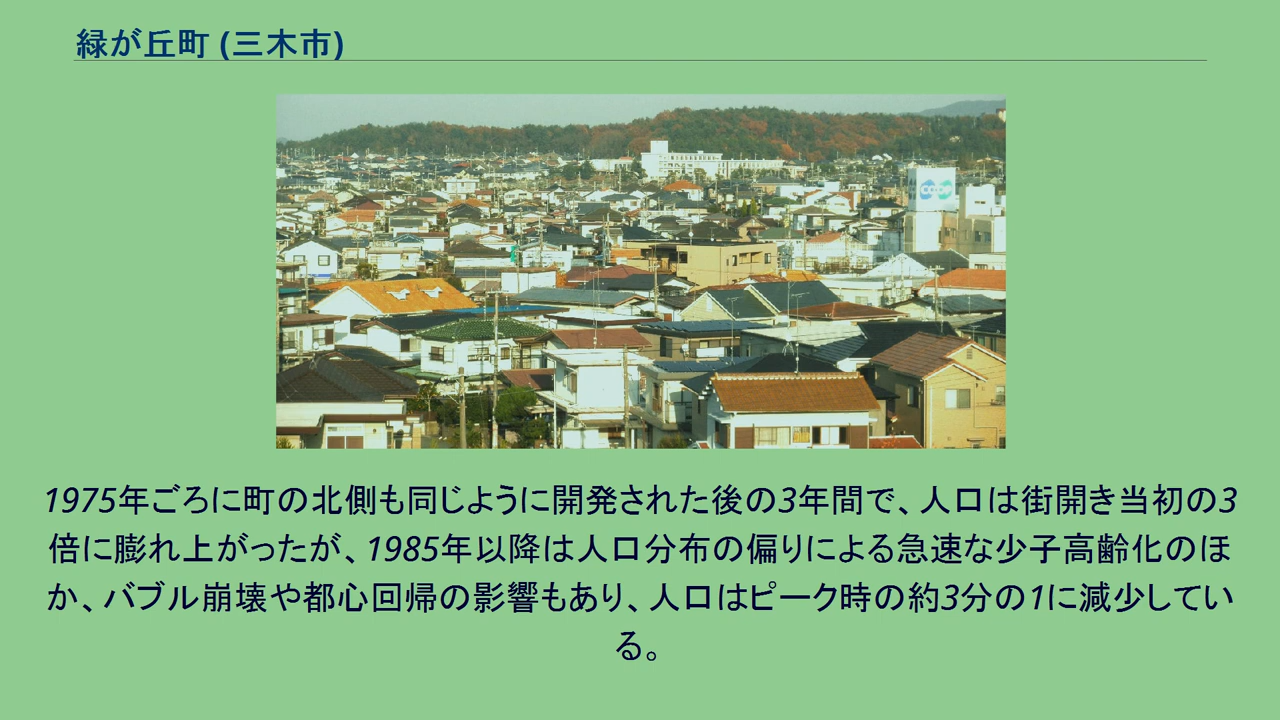 緑が丘町 (三木市)
CO-OP
1975年ごろに町の北側も同じように開発された後の3年間で、人口は街開き当初の3
倍に膨れ上がったが、1985年以降は人口分布の偏りによる急速な少子高齢化のほ
か、バブル崩壊や都心回帰の影響もあり、人口はピーク時の約3分の1に減少してい
る。